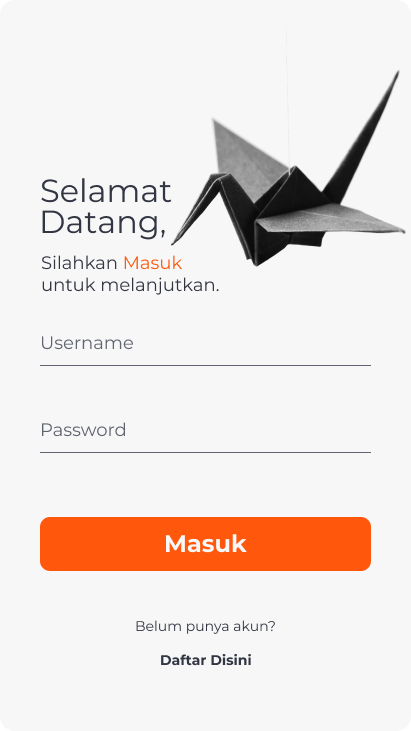 Selamat
Datang,
Silahkan Masuk
untuk melanjutkan.
Username
Password
Masuk
Belum punya akun?
Daftar Disini